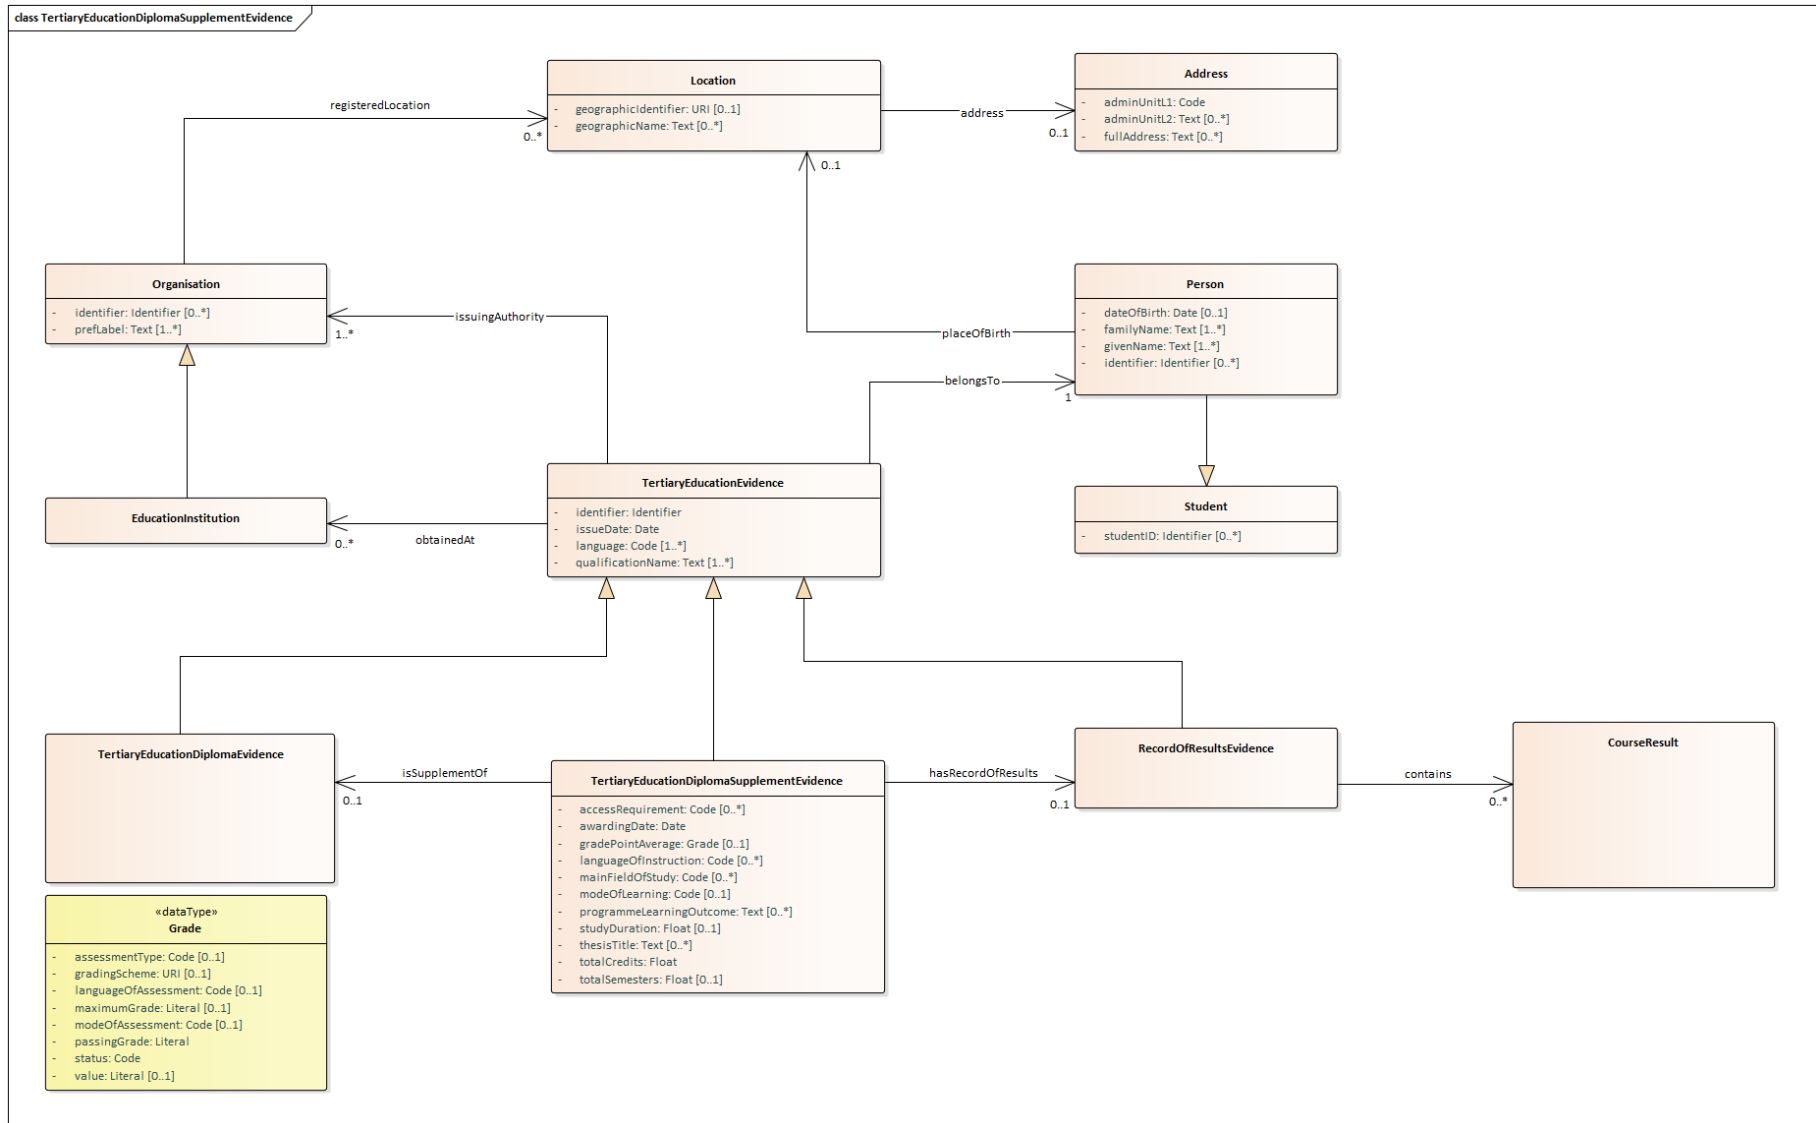 class TertiaryEducationDiplomaSupplementEvidence
Location
- geographicIdentifier: URI [0..1]
- geographicName: Text [0..*]
Address
- adminUnitL1: Code
- adminUnitL2: Text [0..*]
- fullAddress: Text [0..*]
registeredLocation
0..*
address
0..1
0..1
Organisation
- identifier: Identifier [0..*]
- prefLabel: Text [1..*]
issuingAuthority
1..*
placeOfBirth
Person
- dateOfBirth: Date [0..1]
- familyName: Text [1..*]
- givenName: Text [1..*]
- identifier: Identifier [0..*]
belongsTo
1
EducationInstitution
obtainedAt
0..*
TertiaryEducationEvidence
- identifier: Identifier
- issueDate: Date
- language: Code [1..*]
- qualificationName: Text [1..*]
Student
- studentID: Identifier [0..*]
TertiaryEducationDiplomaEvidence
isSupplementOf
0..1
TertiaryEducationDiplomaSupplementEvidence
- accessRequirement: Code [0..*]
- awardingDate: Date
- gradePointAverage: Grade [0..1]
- languageOfInstruction: Code [0..*]
- mainFieldOfStudy: Code [0..*]
- modeOfLearning: Code [0..1]
- programmeLearningOutcome: Text [0..*]
- studyDuration: Float [0..1]
- thesisTitle: Text [0..*]
- totalCredits: Float
- totalSemesters: Float [0..1]
hasRecordOfResults
0..1
RecordOfResultsEvidence
contains
0..*
CourseResult
«dataType»
Grade
- assessmentType: Code [0..1]
- gradingScheme: URI [0..1]
- languageOfAssessment: Code [0..1]
- maximumGrade: Literal [0..1]
- modeOfAssessment: Code [0..1]
- passingGrade: Literal
- status: Code
- value: Literal [0..1]